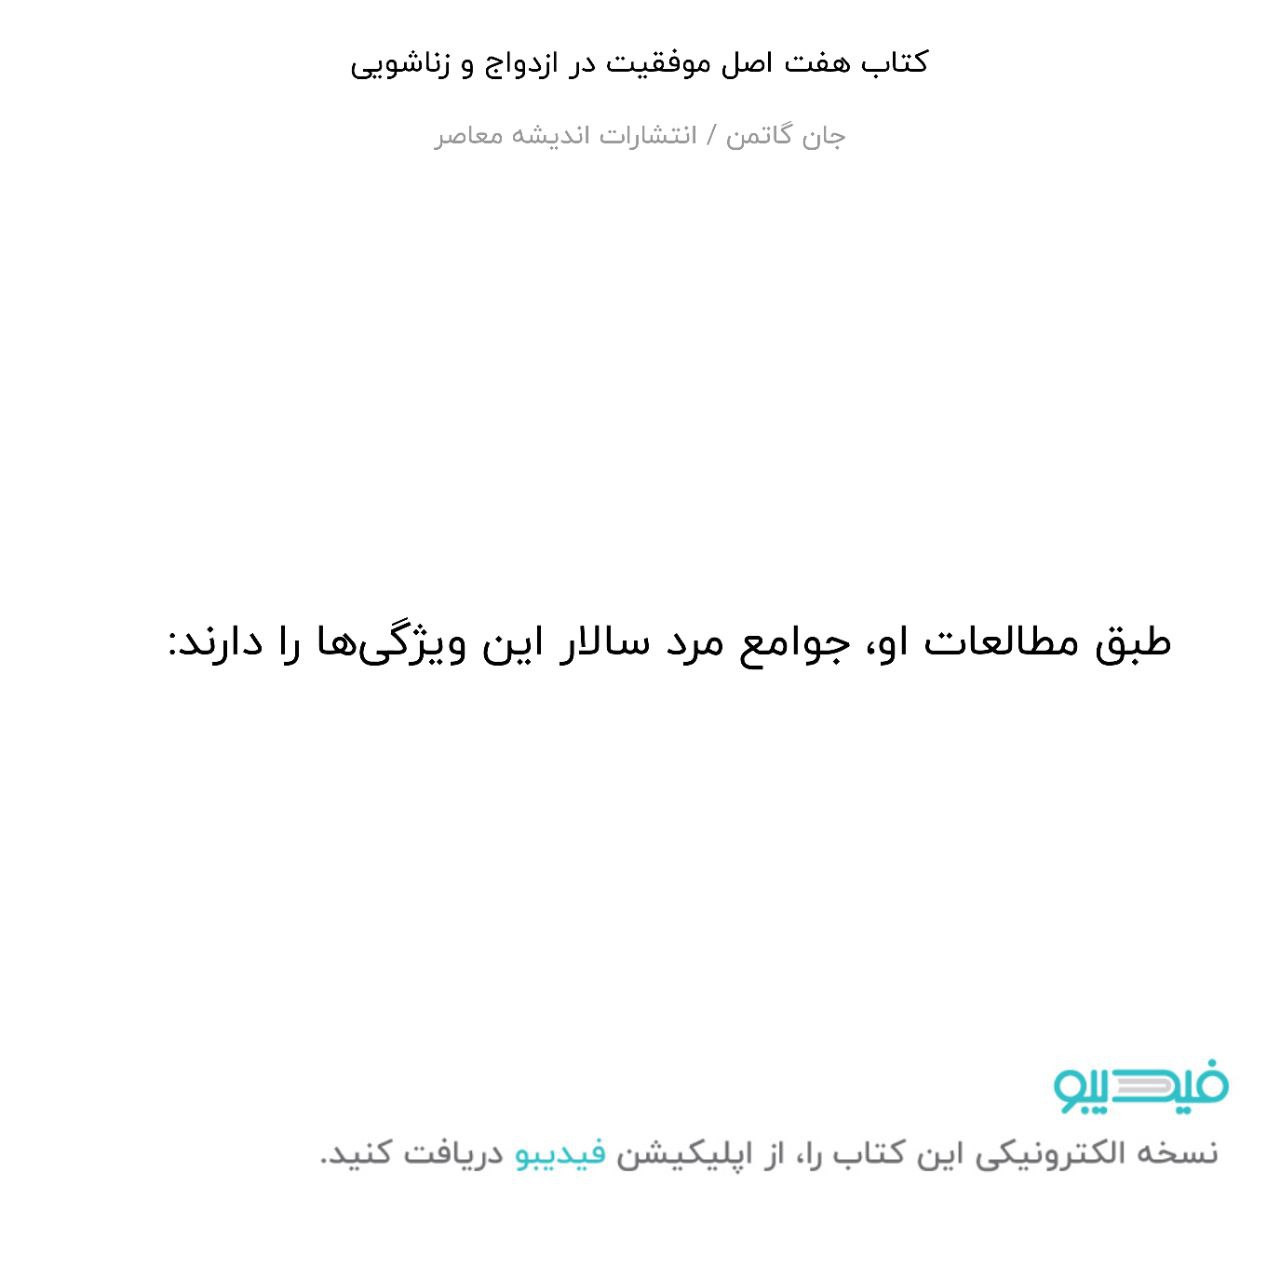 کتاب هفت اصل موفقیت در ازدواج و زناشویی
جان گاتمن / انتشارات اندیشه معاصر
طبق مطالعات او، جوامع مرد سالار این ویژگی‌ها را دارند:
فیدیبو
نسخه الکترونیکی این کتاب را، از اپلیکیشن فیدیبو دریافت کنید.